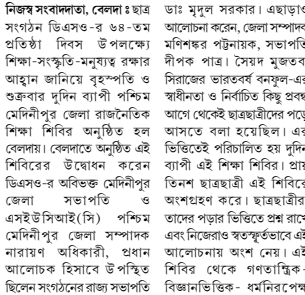 নিজস্ব সংবাদদাতা, বেলদা ঃ ছাত্র
সংগঠন ডিএসও-র ৬৪-তম
প্রতিষ্ঠা দিবস উপলক্ষ্যে
শিক্ষা-সংস্কৃতি-মনুষ্যত্ব রক্ষার
আহ্বান জানিয়ে বৃহস্পতি ও
শুক্রবার দুদিন ব্যাপী পশ্চিম
মেদিনীপুর জেলা রাজনৈতিক
শিক্ষা শিবির অনুষ্ঠিত হল
বেলদায়। বেলদাতে অনুষ্ঠিত এই
শিবিরের উদ্বোধন করেন
ডিএসও-র অবিভক্ত মেদিনীপুর
জেলা সভাপতি ও
এসইউসিআই(সি) পশ্চিম
মেদিনীপুর জেলা সম্পাদক
নারায়ণ অধিকারী, প্রধান
আলোচক হিসাবে উপস্থিত
ছিলেন সংগঠনের রাজ্য সভাপতি
ডাঃ মৃদুল সরকার। এছাড়াও
আলোচনা করেন, জেলা সম্পাদ
মণিশঙ্কর পট্টনায়ক, সভাপতি
দীপক পাত্র। সৈয়দ মুজতব
সিরাজের ভারতবর্ষ বনফুল-এর
স্বাধীনতা ও নির্বাচিত কিছু প্রবন্ধ
আগে থেকেই ছাত্রছাত্রীদের পড়ে
আসতে বলা হয়েছিল। এর
ভিত্তিতেই পরিচালিত হয় দুদিন
ব্যাপী এই শিক্ষা শিবির। প্রায়
তিনশ ছাত্রছাত্রী এই শিবিরে
অংশগ্রহণ করে। ছাত্রছাত্রীর
তাদের পড়ার ভিত্তিতে প্রশ্ন রাখে
এবং নিজেরাও স্বতস্ফূর্তভাবে এই
আলোচনায় অংশ নেয়। এই
শিবির থেকে গণতান্ত্রিক-
বিজ্ঞানভিত্তিক- ধর্মনিরপেক্ষ